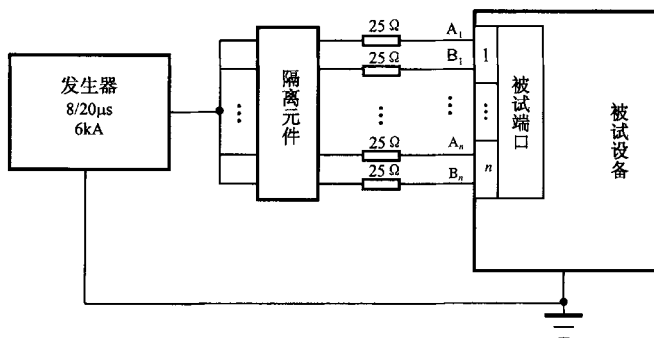 发生器
8/20μs
6kA
隔离元件
25 Ω
25 Ω
25 Ω
25 Ω
A₁
B₁
Aₙ
Bₙ
1
n
被试端口
被试设备